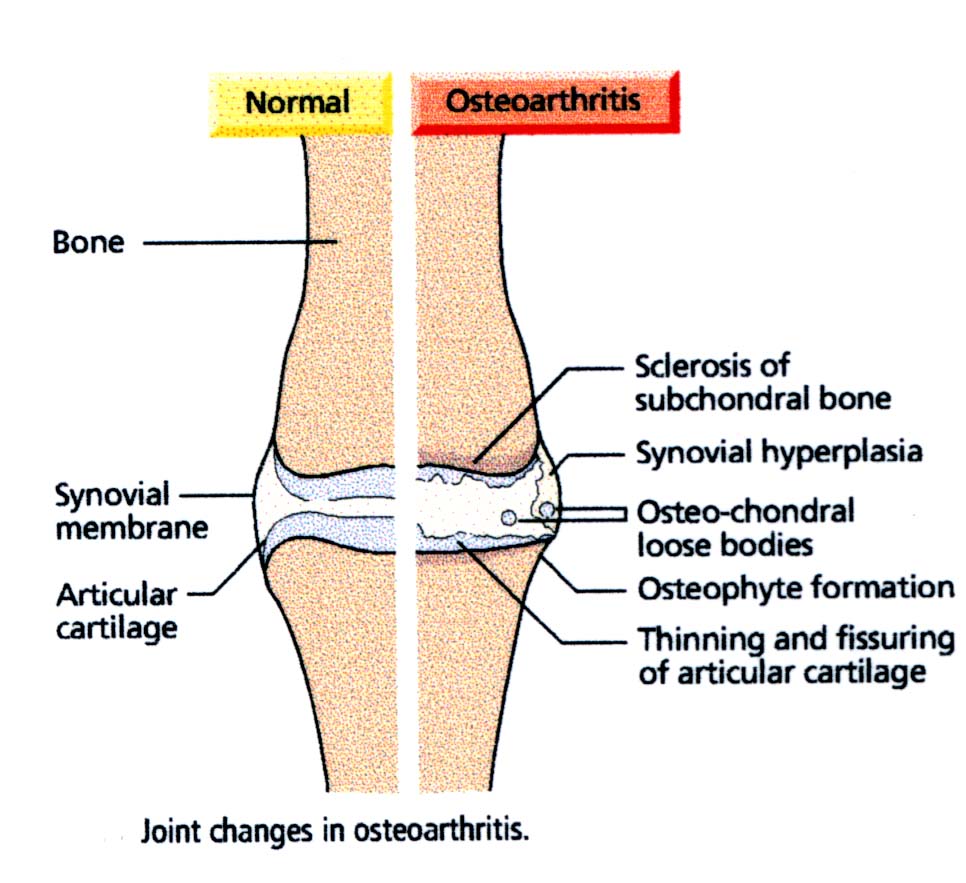 Normal
Osteoarthritis
Bone
Sclerosis of
subchondral bone
Synovial hyperplasia
Synovial
membrane
Osteo-chondral
loose bodies
Articular
cartilage
Osteophyte formation
Thinning and fissuring
of articular cartilage
Joint changes in osteoarthritis.